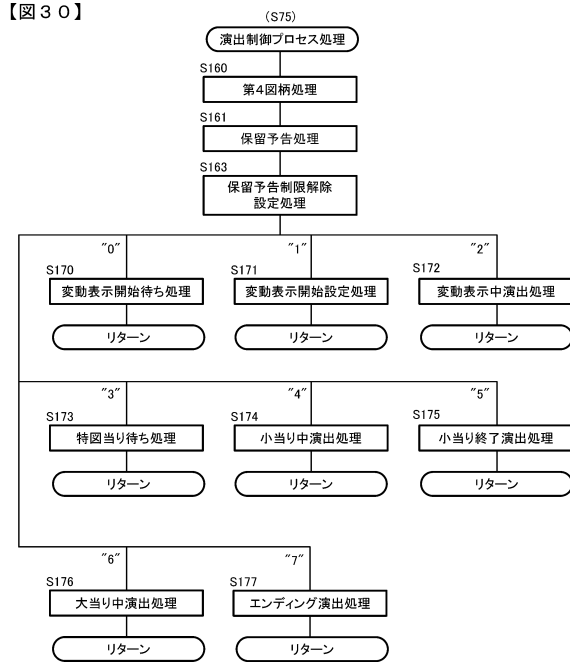 【図３０】
(S75)
演出制御プロセス処理
S160
第4図柄処理
S161
保留予告処理
S163
保留予告制限解除
設定処理
"0"
"1"
"2"
S170
変動表示開始待ち処理
S171
変動表示開始設定処理
S172
変動表示中演出処理
リターン
リターン
リターン
"3"
"4"
"5"
S173
特図当り待ち処理
S174
小当り中演出処理
S175
小当り終了演出処理
リターン
リターン
リターン
"6"
"7"
S176
大当り中演出処理
S177
エンディング演出処理
リターン
リターン